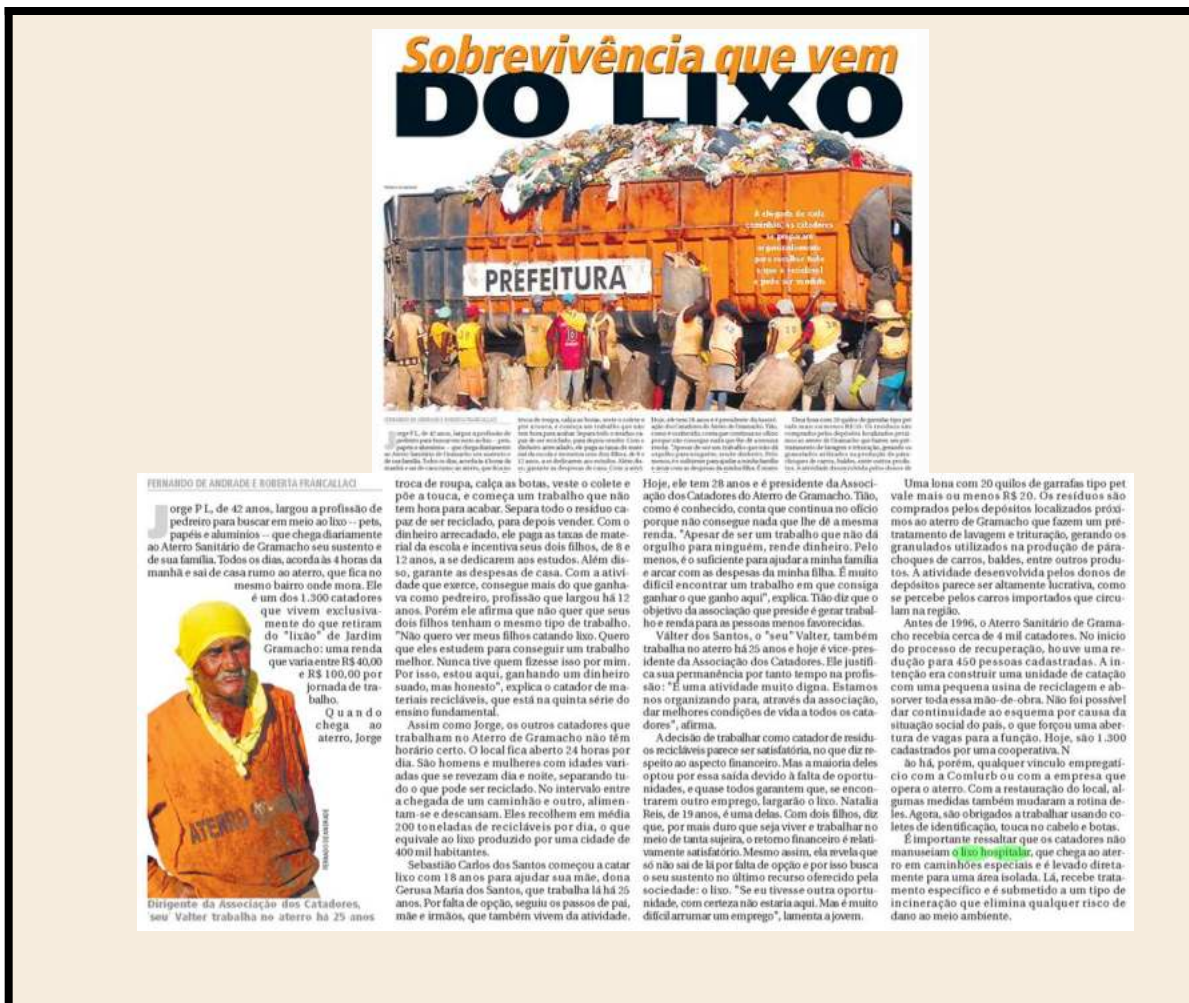 Sobrevivência que vem
DO LIXO
A chegada de cada
caminhão, os catadores
se preparam
organizadamente
para recolher tudo
o que é reciclável
e pode ser vendido
PREFEITURA
FERNANDO DE ANDRADE E ROBERTA FRANCALLACI
Jorge P L, de 42 anos, largou a profissão de
pedreiro para buscar em meio ao lixo -- pets,
papéis e alumínios -- que chega diariamente
ao Aterro Sanitário de Gramacho seu sustento e
de sua família. Todos os dias, acorda às 4 horas da
manhã e sai de casa rumo ao aterro, que fica no
mesmo bairro onde mora. Ele
é um dos 1.300 catadores
que vivem exclusiva-
mente do que retiram
do "lixão" de Jardim
Gramacho: uma renda
que varia entre R$ 40,00
e R$ 100,00 por
jornada de tra-
balho.
Quando
chega ao
aterro, Jorge
ATERRO
FERNANDO DE ANDRADE
Dirigente da Associação dos Catadores,
'seu' Valter trabalha no aterro há 25 anos
troca de roupa, calça as botas, veste o colete e
põe a touca, e começa um trabalho que não
tem hora para acabar. Separa todo o resíduo ca-
paz de ser reciclado, para depois vender. Com o
dinheiro arrecadado, ele paga as taxas de mate-
rial da escola e incentiva seus dois filhos, de 8 e
12 anos, a se dedicarem aos estudos. Além dis-
so, garante as despesas de casa. Com a ativi-
dade que exerce, consegue mais do que ganha-
va como pedreiro, profissão que largou há 12
anos. Porém ele afirma que não quer que seus
dois filhos tenham o mesmo tipo de trabalho.
"Não quero ver meus filhos catando lixo. Quero
que eles estudem para conseguir um trabalho
melhor. Nunca tive quem fizesse isso por mim.
Por isso, estou aqui, ganhando um dinheiro
suado, mas honesto", explica o catador de ma-
teriais recicláveis, que está na quinta série do
ensino fundamental.
Assim como Jorge, os outros catadores que
trabalham no Aterro de Gramacho não têm
horário certo. O local fica aberto 24 horas por
dia. São homens e mulheres com idades vari-
adas que se revezam dia e noite, separando tu-
do o que pode ser reciclado. No intervalo entre
a chegada de um caminhão e outro, alimen-
tam-se e descansam. Eles recolhem em média
200 toneladas de recicláveis por dia, o que
equivale ao lixo produzido por uma cidade de
400 mil habitantes.
Sebastião Carlos dos Santos começou a catar
lixo com 18 anos para ajudar sua mãe, dona
Gerusa Maria dos Santos, que trabalha lá há 25
anos. Por falta de opção, seguiu os passos de pai,
mãe e irmãos, que também vivem da atividade.
Hoje, ele tem 28 anos e é presidente da Associ-
ação dos Catadores do Aterro de Gramacho. Tião,
como é conhecido, conta que continua no ofício
porque não consegue nada que lhe dê a mesma
renda. "Apesar de ser um trabalho que não dá
orgulho para ninguém, rende dinheiro. Pelo
menos, é o suficiente para ajudar a minha família
e arcar com as despesas da minha filha. É muito
difícil encontrar um trabalho em que consiga
ganhar o que ganho aqui", explica. Tião diz que o
objetivo da associação que preside é gerar trabal-
ho e renda para as pessoas menos favorecidas.
Válter dos Santos, o "seu" Valter, também
trabalha no aterro há 25 anos e hoje é vice-pres-
idente da Associação dos Catadores. Ele justifi-
ca sua permanência por tanto tempo na profis-
são: "É uma atividade muito digna. Estamos
nos organizando para, através da associação,
dar melhores condições de vida a todos os cata-
dores", afirma.
A decisão de trabalhar como catador de resídu-
os recicláveis parece ser satisfatória, no que diz re-
speito ao aspecto financeiro. Mas a maioria deles
optou por essa saída devido à falta de oportu-
nidades, e quase todos garantem que, se encon-
trarem outro emprego, largarão o lixo. Natalia
Reis, de 19 anos, é uma delas. Com dois filhos, diz
que, por mais duro que seja viver e trabalhar no
meio de tanta sujeira, o retorno financeiro é relati-
vamente satisfatório. Mesmo assim, ela revela que
só não sai de lá por falta de opção e por isso busca
o seu sustento no último recurso oferecido pela
sociedade: o lixo. "Se eu tivesse outra oportu-
nidade, com certeza não estaria aqui. Mas é muito
difícil arrumar um emprego", lamenta a jovem.
Uma lona com 20 quilos de garrafas tipo pet
vale mais ou menos R$ 20. Os resíduos são
comprados pelos depósitos localizados próxi-
mos ao aterro de Gramacho que fazem um pré-
tratamento de lavagem e trituração, gerando os
granulados utilizados na produção de pára-
choques de carros, baldes, entre outros produ-
tos. A atividade desenvolvida pelos donos de
depósitos parece ser altamente lucrativa, como
se percebe pelos carros importados que circu-
lam na região.
Antes de 1996, o Aterro Sanitário de Grama-
cho recebia cerca de 4 mil catadores. No início
do processo de recuperação, houve uma re-
dução para 450 pessoas cadastradas. A in-
tenção era construir uma unidade de catação
com uma pequena usina de reciclagem e ab-
sorver toda essa mão-de-obra. Não foi possível
dar continuidade ao esquema por causa da
situação social do país, o que forçou uma aber-
tura de vagas para a função. Hoje, são 1.300
cadastrados por uma cooperativa. N
ão há, porém, qualquer vínculo empregatí-
cio com a Comlurb ou com a empresa que
opera o aterro. Com a restauração do local, al-
gumas medidas também mudaram a rotina de-
les. Agora, são obrigados a trabalhar usando co-
letes de identificação, touca no cabelo e botas.
É importante ressaltar que os catadores não
manuseiam o lixo hospitalar, que chega ao ater-
ro em caminhões especiais e é levado direta-
mente para uma área isolada. Lá, recebe trata-
mento específico e é submetido a um tipo de
incineração que elimina qualquer risco de
dano ao meio ambiente.